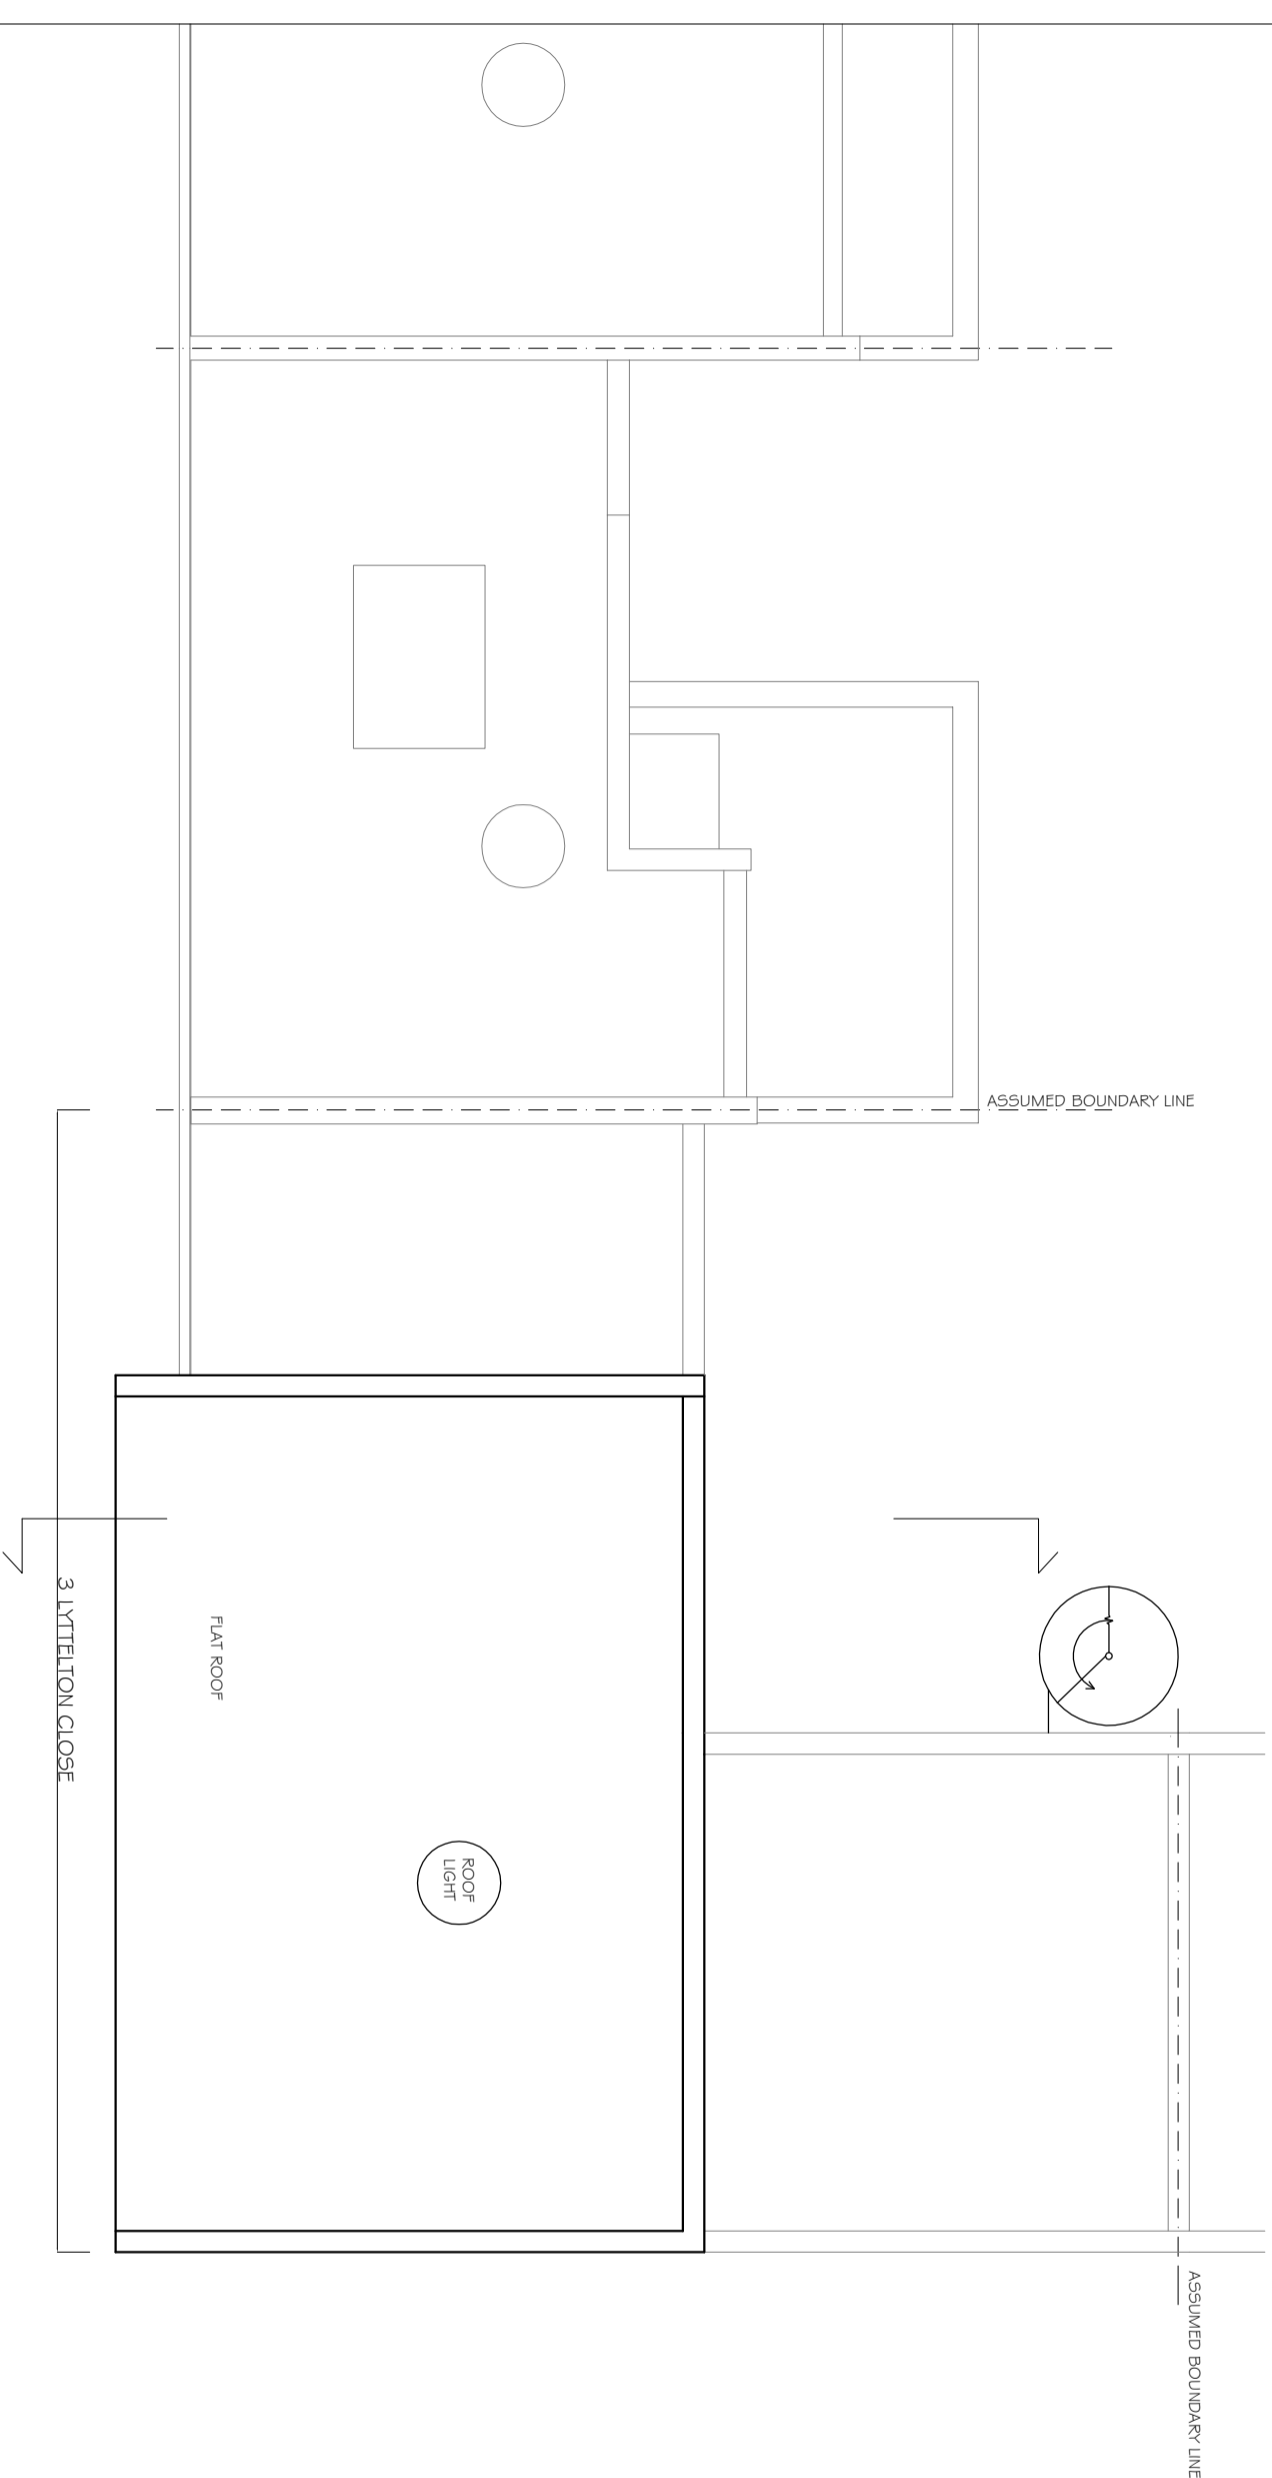 ASSUMED BOUNDARY LINE
3 LYTTELTON CLOSE
FLAT ROOF
ROOF
LIGHT
ASSUMED BOUNDARY LINE